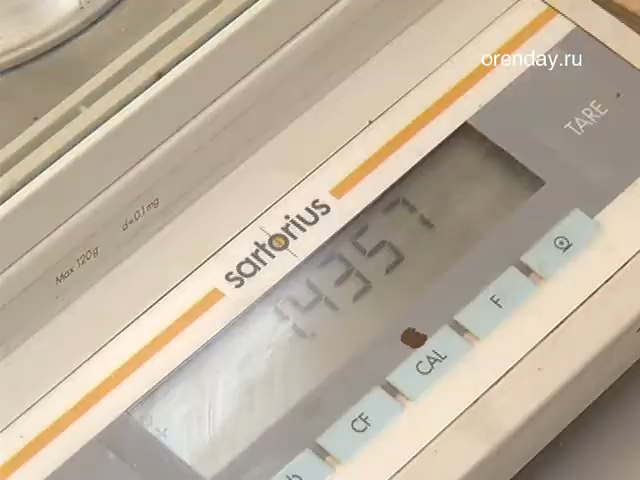 orenday.ru
TARE
Max 120g d=0,1mg
sartorius
F
CAL
CF